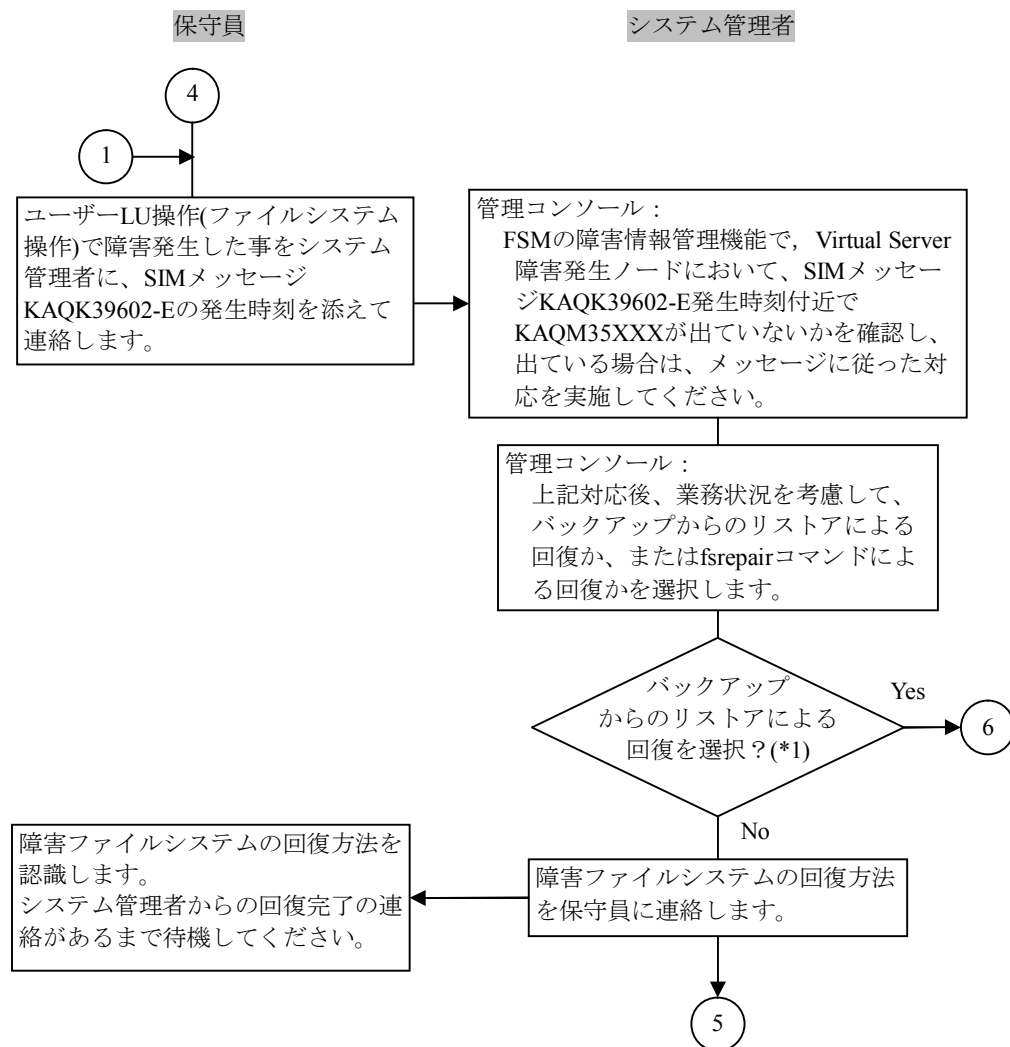 保守員
システム管理者
4
1
ユーザーLU操作(ファイルシステム
操作)で障害発生した事をシステム
管理者に、SIMメッセージ
KAQK39602-Eの発生時刻を添えて
連絡します。
管理コンソール：
FSMの障害情報管理機能で，Virtual Server
障害発生ノードにおいて、SIMメッセー
ジKAQK39602-E発生時刻付近で
KAQM35XXXが出ていないかを確認し、
出ている場合は、メッセージに従った対
応を実施してください。
管理コンソール：
上記対応後、業務状況を考慮して、
バックアップからのリストアによる
回復か、またはfsrepairコマンドによ
る回復かを選択します。
バックアップ
からのリストアによる
回復を選択？(*1)
Yes
6
No
障害ファイルシステムの回復方法
を保守員に連絡します。
障害ファイルシステムの回復方法を
認識します。
システム管理者からの回復完了の連
絡があるまで待機してください。
5